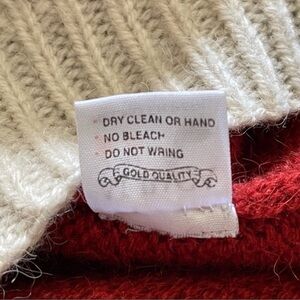 DRY CLEAN OR HAND
NO BLEACH
DO NOT WRING
GOLD QUALITY